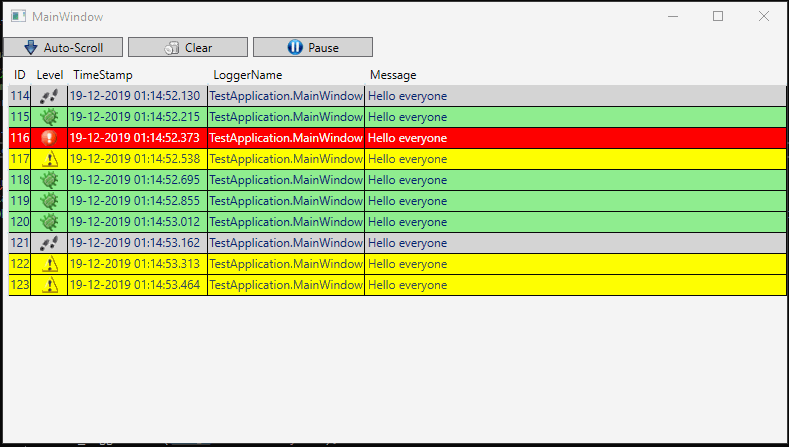 MainWindow
Auto-Scroll Clear Pause
ID Level TimeStamp LoggerName Message
114 19-12-2019 01:14:52.130 TestApplication.MainWindow Hello everyone
115 19-12-2019 01:14:52.215 TestApplication.MainWindow Hello everyone
116 19-12-2019 01:14:52.373 TestApplication.MainWindow Hello everyone
117 19-12-2019 01:14:52.538 TestApplication.MainWindow Hello everyone
118 19-12-2019 01:14:52.695 TestApplication.MainWindow Hello everyone
119 19-12-2019 01:14:52.855 TestApplication.MainWindow Hello everyone
120 19-12-2019 01:14:53.012 TestApplication.MainWindow Hello everyone
121 19-12-2019 01:14:53.162 TestApplication.MainWindow Hello everyone
122 19-12-2019 01:14:53.313 TestApplication.MainWindow Hello everyone
123 19-12-2019 01:14:53.464 TestApplication.MainWindow Hello everyone